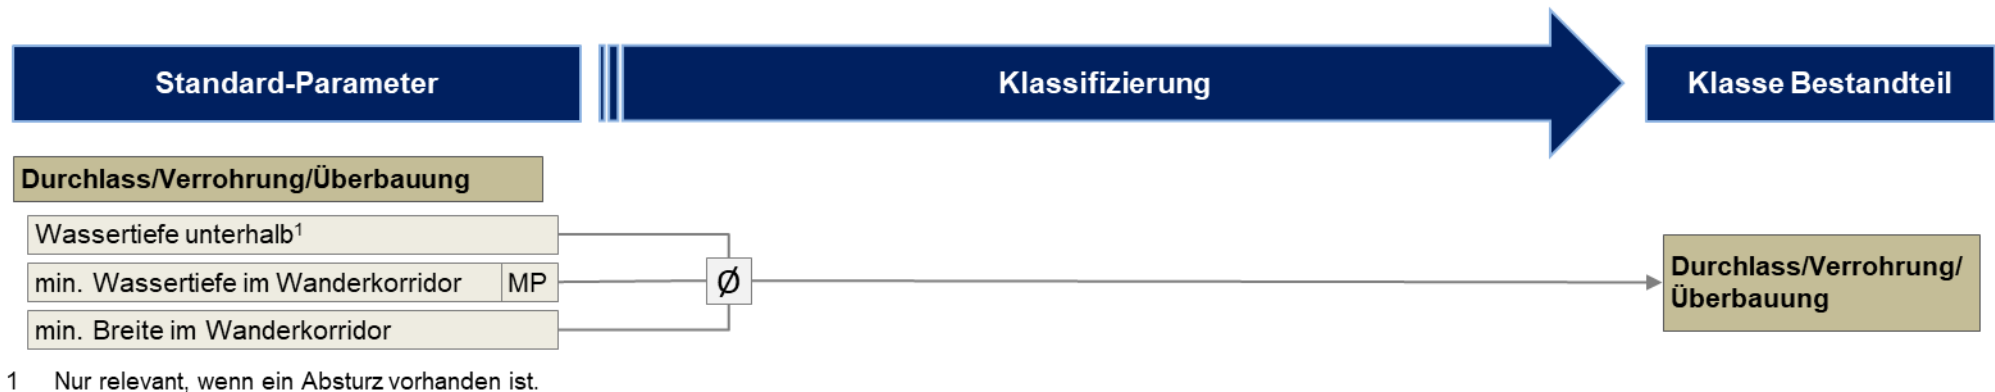 Standard-Parameter
Klassifizierung
Klasse Bestandteil
Durchlass/Verrohrung/Überbauung
Wassertiefe unterhalb¹
min. Wassertiefe im Wanderkorridor MP
min. Breite im Wanderkorridor
Ø
Durchlass/Verrohrung/
Überbauung
1 Nur relevant, wenn ein Absturz vorhanden ist.